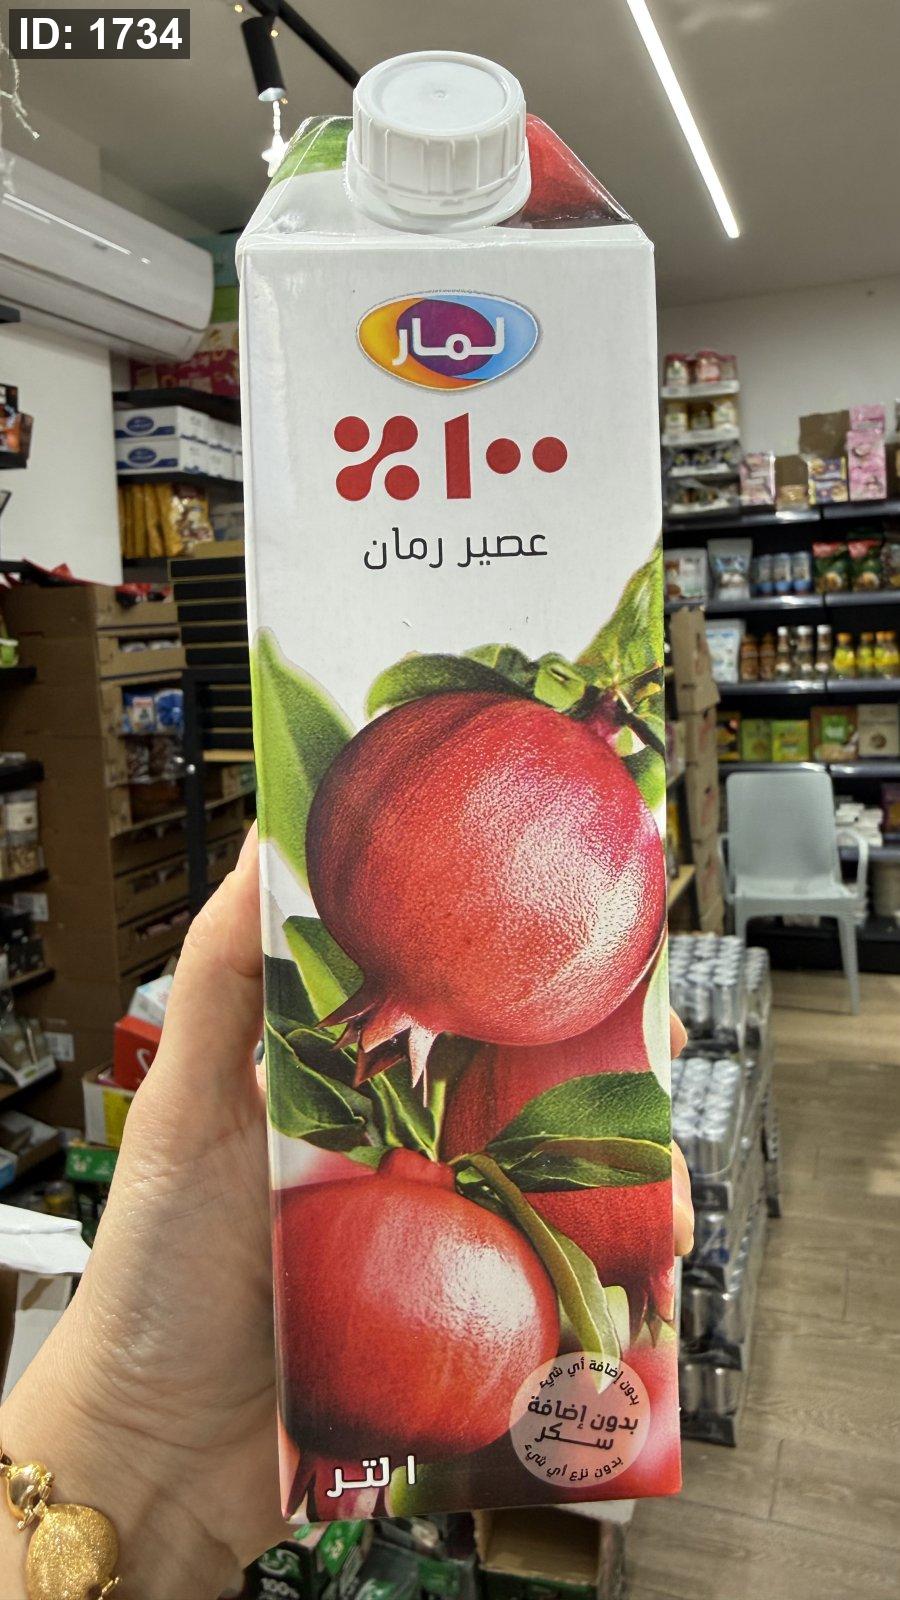 ID: 1734
لمار
١٠٠٪
عصير رمان
بدون إضافة أي شيء
بدون إضافة
سكر
بدون نزع أي شيء
١ لتر
100%